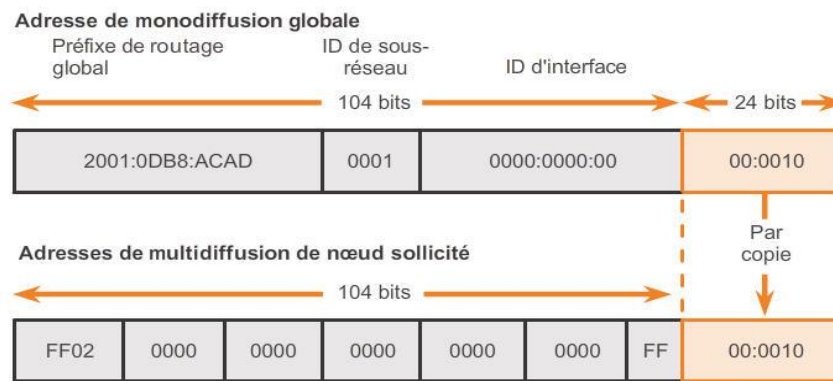 Adresse de monodiffusion globale
Préfixe de routage global
ID de sous-réseau
ID d'interface
104 bits
24 bits
2001:0DB8:ACAD
0001
0000:0000:00
00:0010
Par copie
Adresses de multidiffusion de nœud sollicité
104 bits
FF02
0000
0000
0000
0000
0000
FF
00:0010